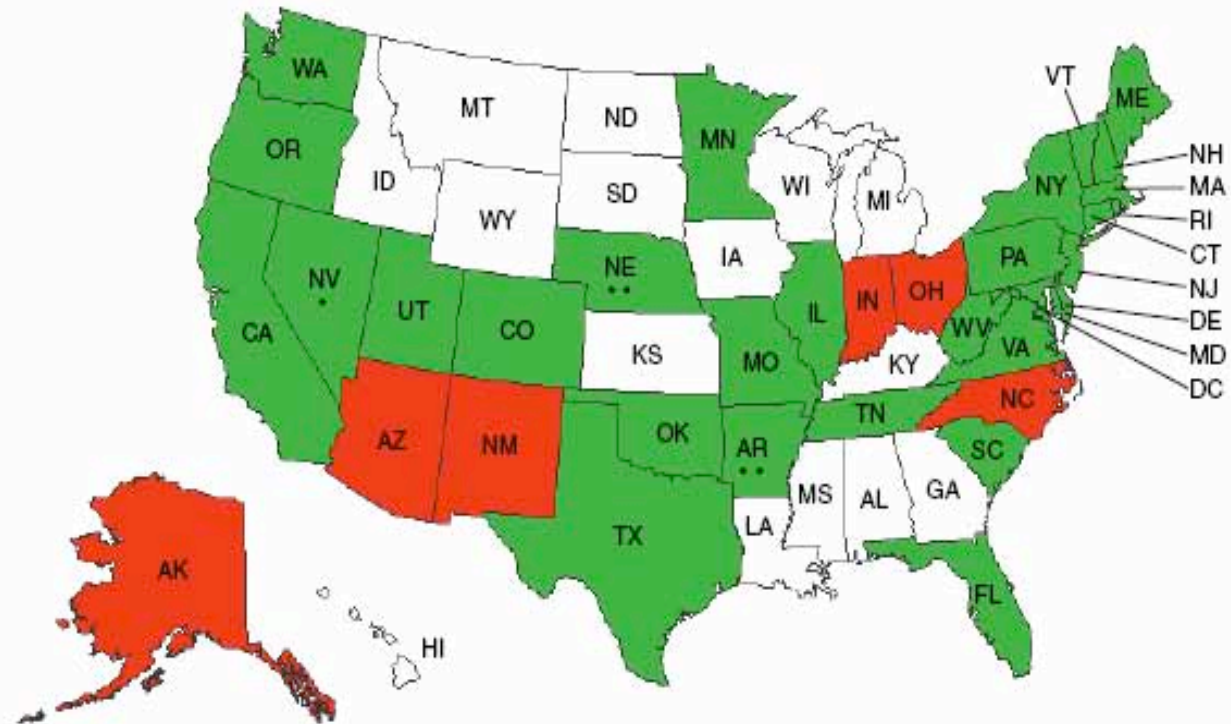 WA
MT
ND
MN
VT
ME
OR
ID
SD
WI
MI
NY
NH
MA
WY
RI
IA
CT
NV
•
NE
••
PA
NJ
UT
CO
IL
IN
OH
DE
CA
WV
MD
KS
MO
KY
VA
DC
AZ
NM
OK
AR
••
TN
NC
SC
MS
AL
GA
LA
TX
AK
FL
HI